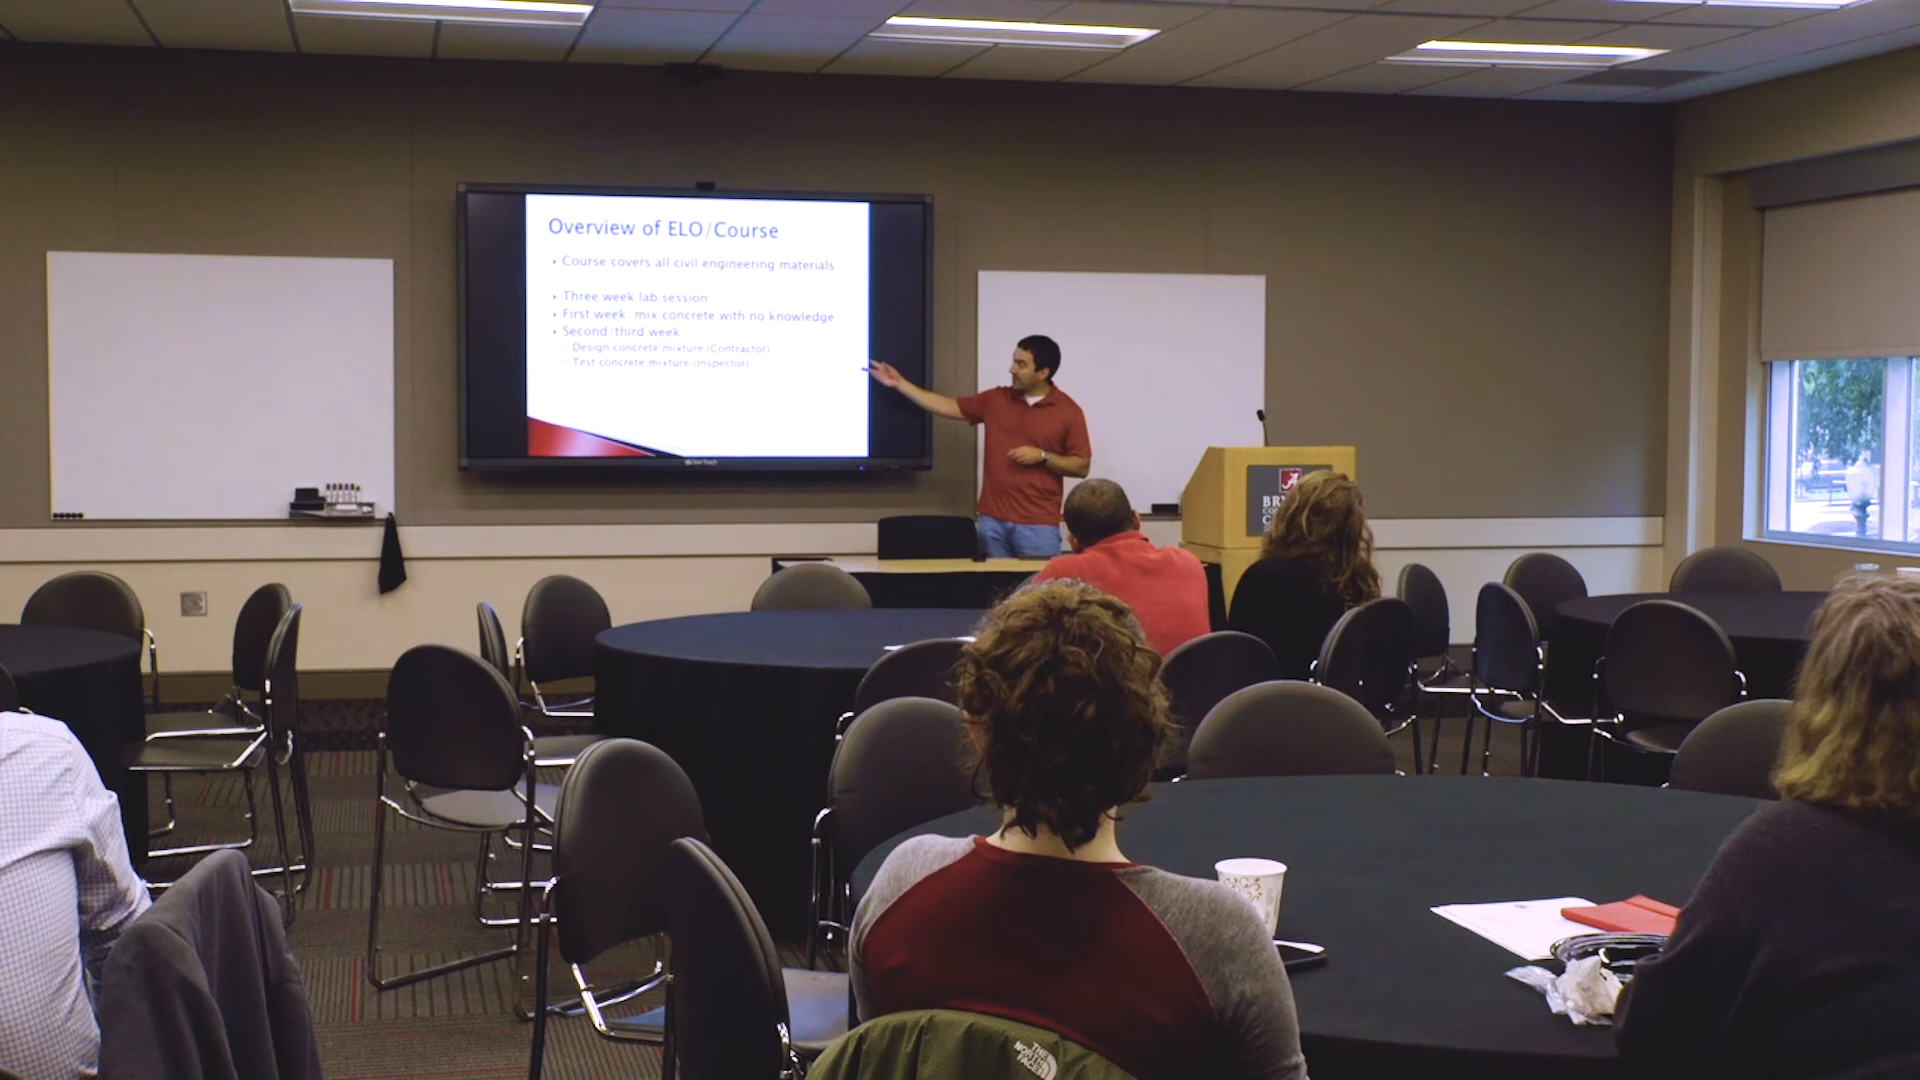 Overview of ELO/Course
Course covers all civil engineering materials
Three week lab session
First week: mix concrete with no knowledge
Second/third week
- Design concrete mixture (Contractor)
- Test concrete mixture (Inspector)
A
THE
NORTH
FACE